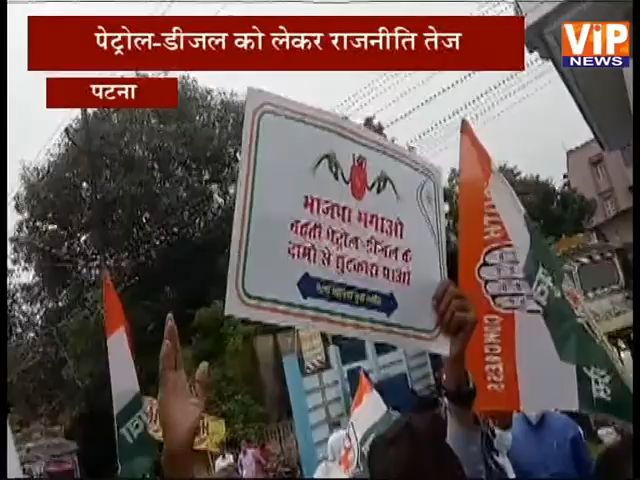 पेट्रोल-डीजल को लेकर राजनीति तेज
VIP
NEWS
पटना
भाजपा भगाओ
बढ़ती पेट्रोल-डीजल के
दामो से छुटकारा पाओ
CONGRESS